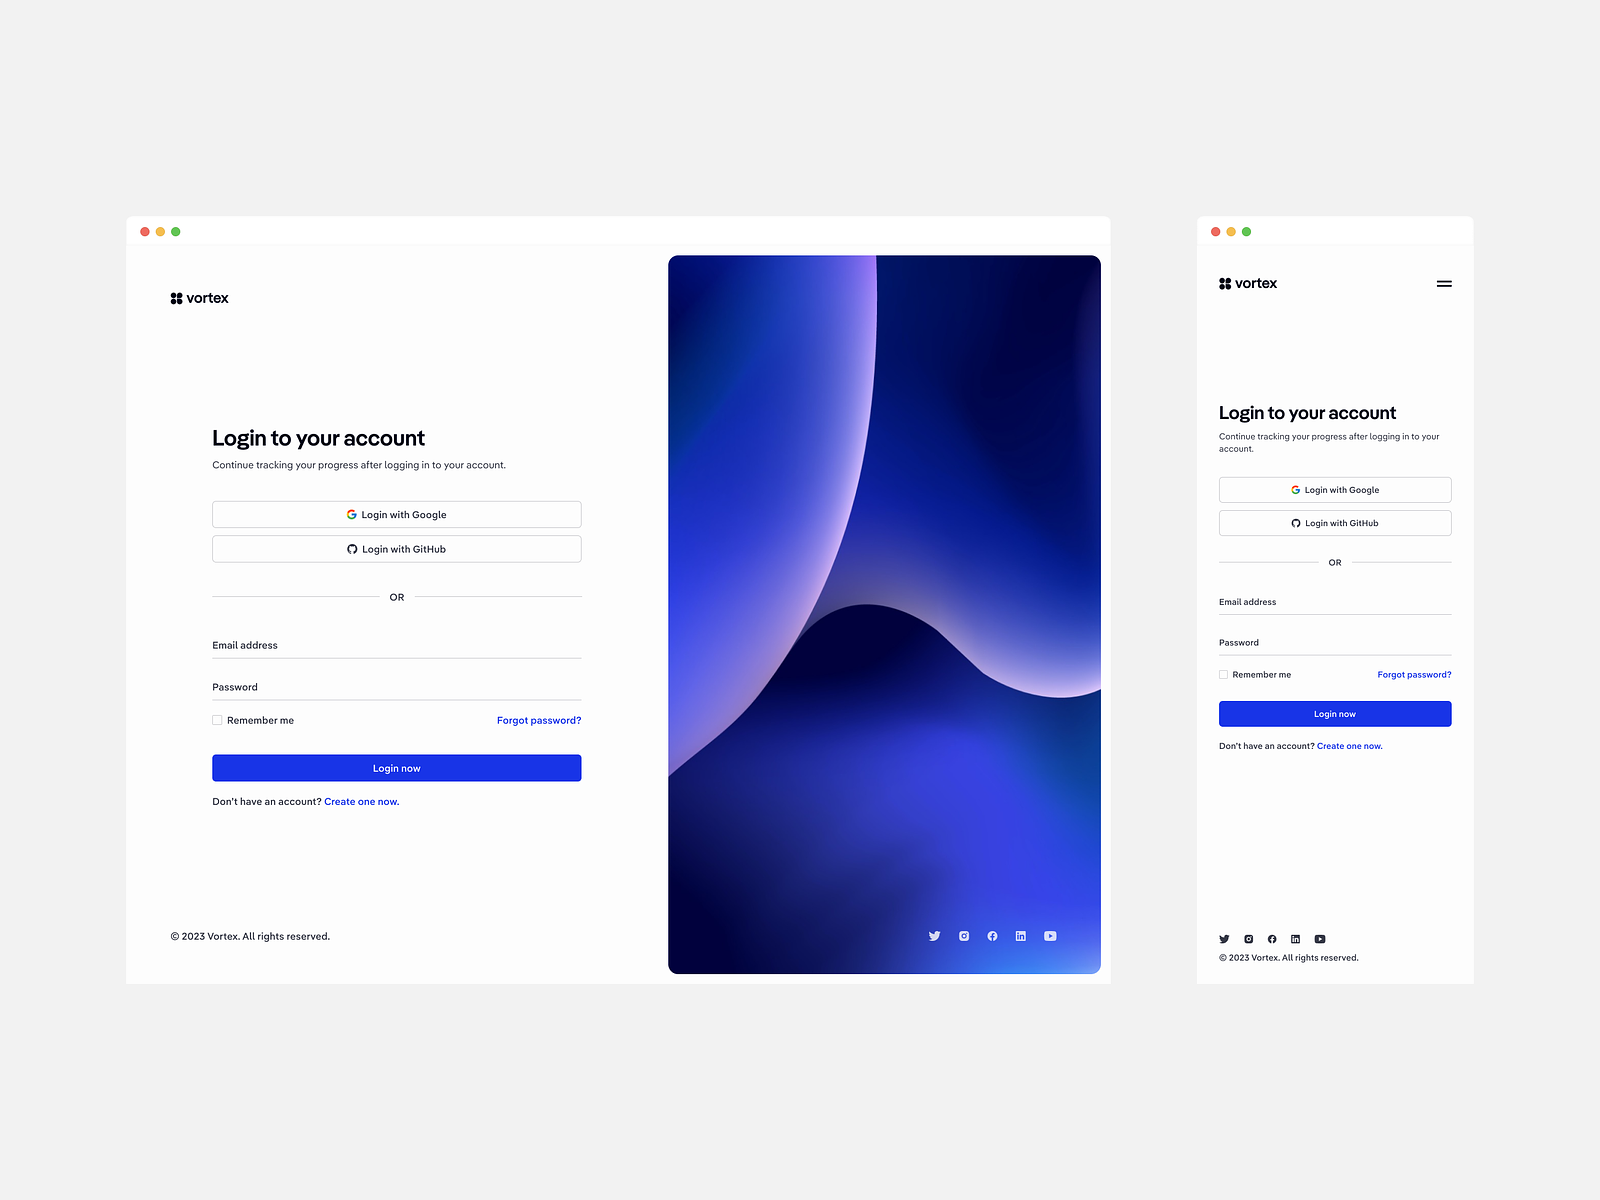 vortex
Login to your account
Continue tracking your progress after logging in to your account.
Login with Google
Login with GitHub
OR
Email address
Password
Remember me
Forgot password?
Login now
Don't have an account? Create one now.
© 2023 Vortex. All rights reserved.
vortex
Login to your account
Continue tracking your progress after logging in to your
account.
Login with Google
Login with GitHub
OR
Email address
Password
Remember me
Forgot password?
Login now
Don't have an account? Create one now.
© 2023 Vortex. All rights reserved.